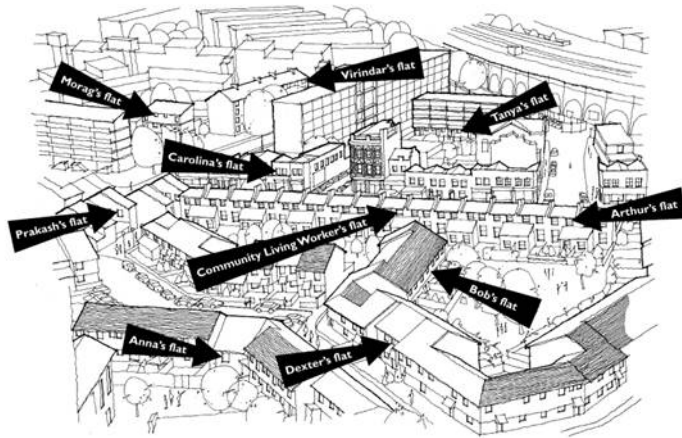 Virindar's flat
Morag's flat
Tanya's flat
Carolina's flat
Prakash's flat
Community Living Worker's flat
Arthur's flat
Bob's flat
Anna's flat
Dexter's flat